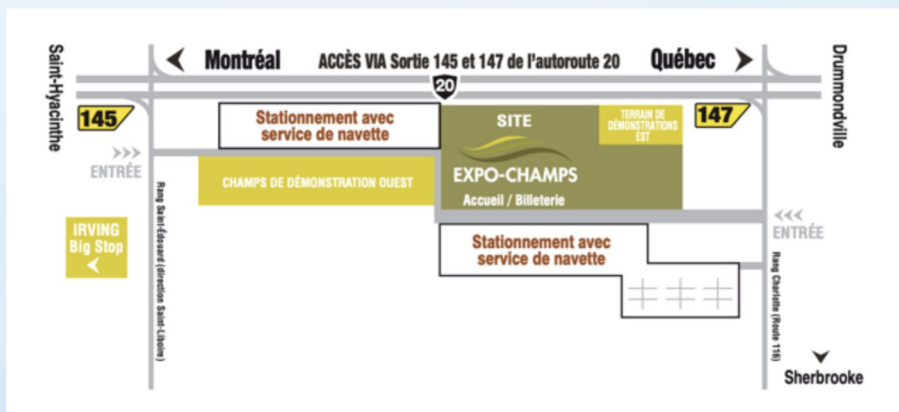 Montréal
ACCÈS VIA Sortie 145 et 147 de l'autoroute 20
Québec
Saint-Hyacinthe
Drummondville
20
145
147
Stationnement avec
service de navette
SITE
TERRAIN DE
DÉMONSTRATIONS
EST
>>>
ENTRÉE
CHAMPS DE DÉMONSTRATION OUEST
EXPO-CHAMPS
Accueil / Billeterie
<<<
ENTRÉE
IRVING
Big Stop
Rang Saint-Édouard (direction Saint-Liboire)
Stationnement avec
service de navette
Rang Charlotte (Route 116)
Sherbrooke